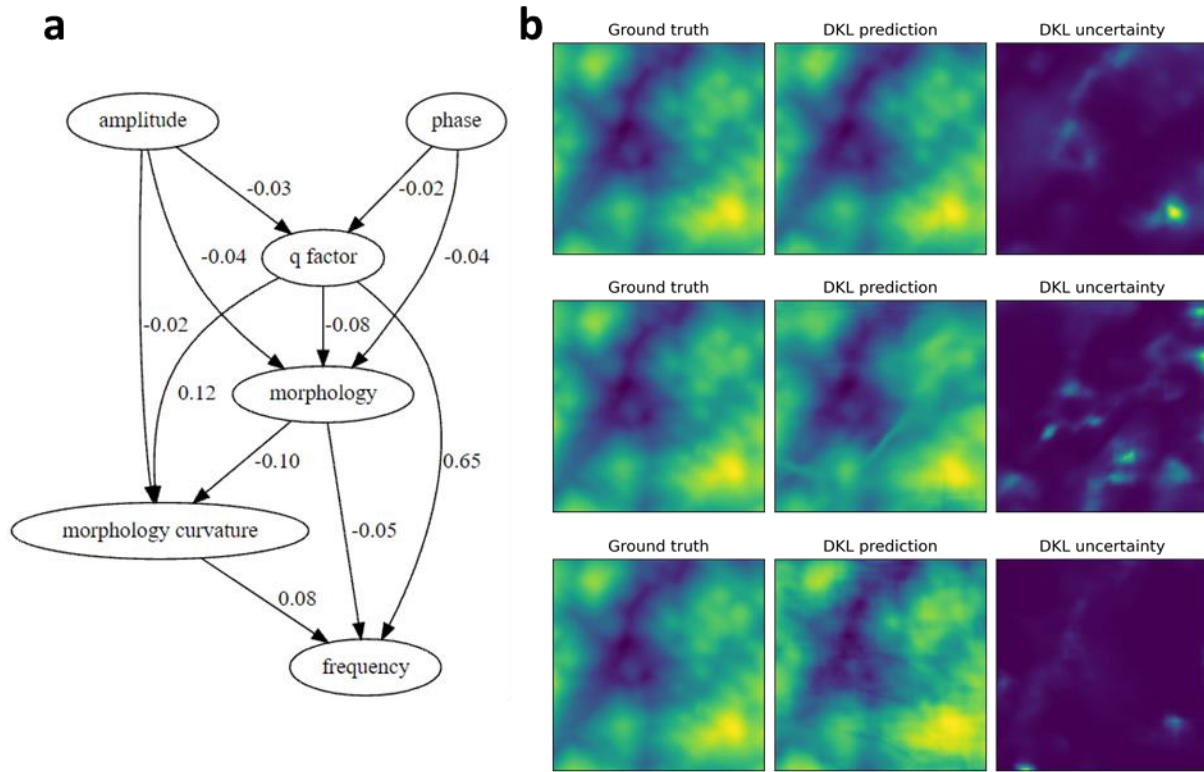 a
amplitude
phase
-0.03
-0.02
q factor
-0.04
-0.04
-0.02
-0.08
0.12
morphology
-0.10
0.65
morphology curvature
-0.05
0.08
frequency
b
Ground truth
DKL prediction
DKL uncertainty
Ground truth
DKL prediction
DKL uncertainty
Ground truth
DKL prediction
DKL uncertainty